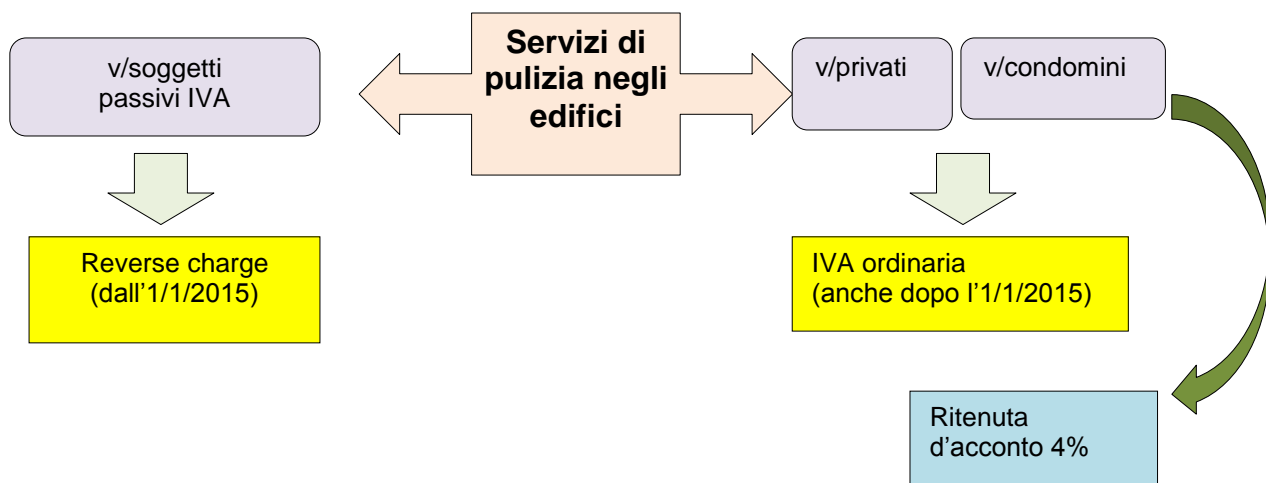 Servizi di
pulizia negli
edifici
v/soggetti
passivi IVA
v/privati
v/condomini
Reverse charge
(dall'1/1/2015)
IVA ordinaria
(anche dopo l'1/1/2015)
Ritenuta
d'acconto 4%